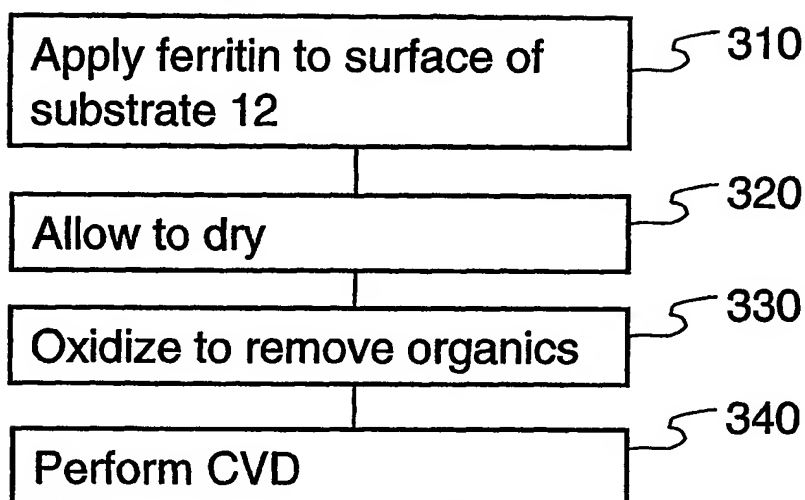 Apply ferritin to surface of
substrate 12
310
Allow to dry
320
Oxidize to remove organics
330
Perform CVD
340